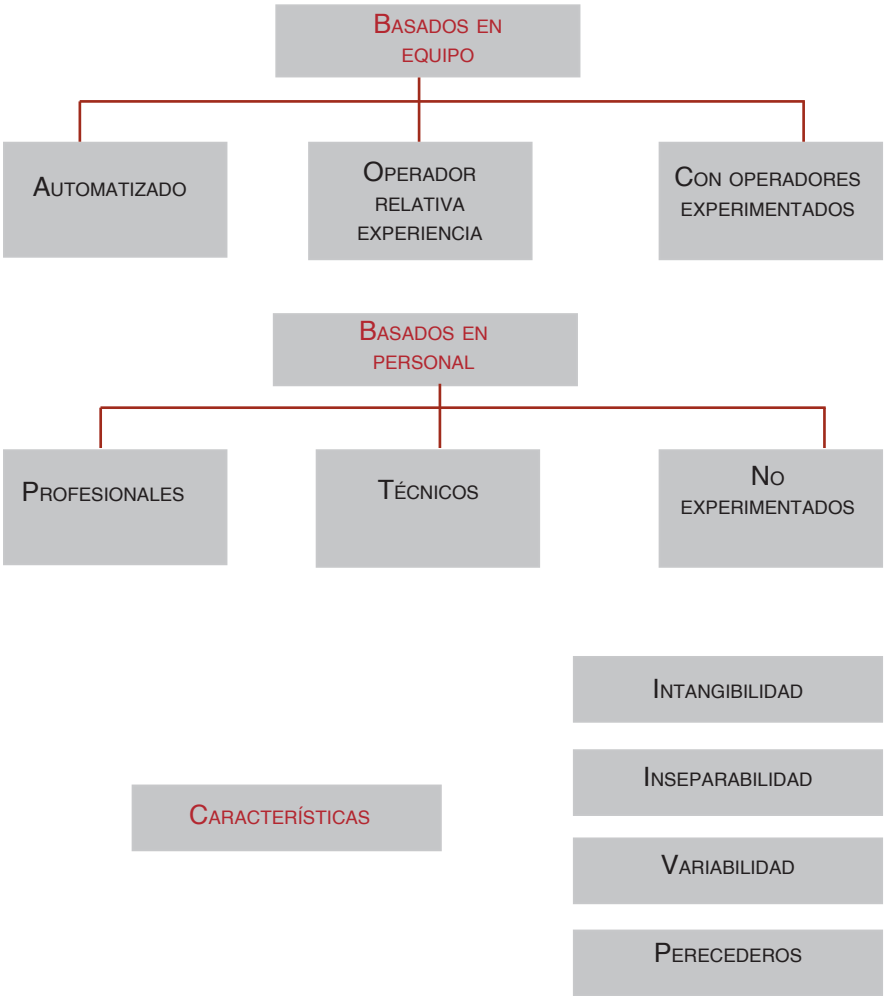 Basados en
equipo
Automatizado
Operador
relativa
experiencia
Con operadores
experimentados
Basados en
personal
Profesionales
Técnicos
No
experimentados
Características
Intangibilidad
Inseparabilidad
Variabilidad
Perecederos